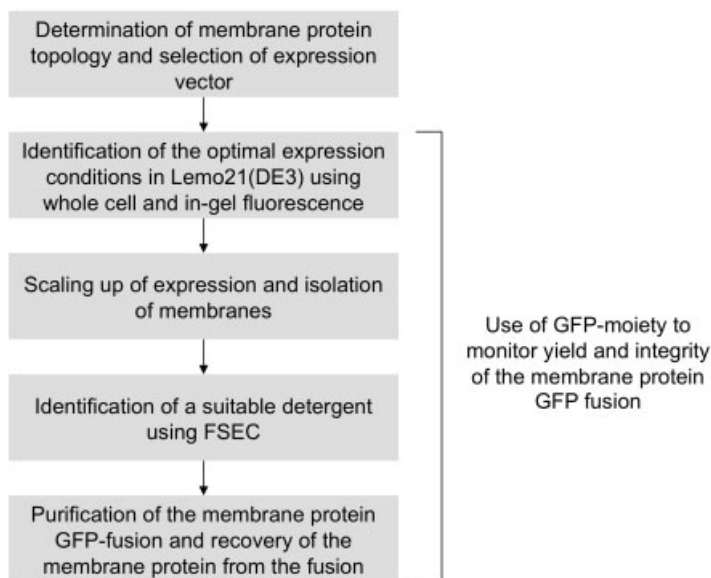 Determination of membrane protein
topology and selection of expression
vector
Identification of the optimal expression
conditions in Lemo21(DE3) using
whole cell and in-gel fluorescence
Scaling up of expression and isolation
of membranes
Identification of a suitable detergent
using FSEC
Purification of the membrane protein
GFP-fusion and recovery of the
membrane protein from the fusion
Use of GFP-moiety to
monitor yield and integrity
of the membrane protein
GFP fusion